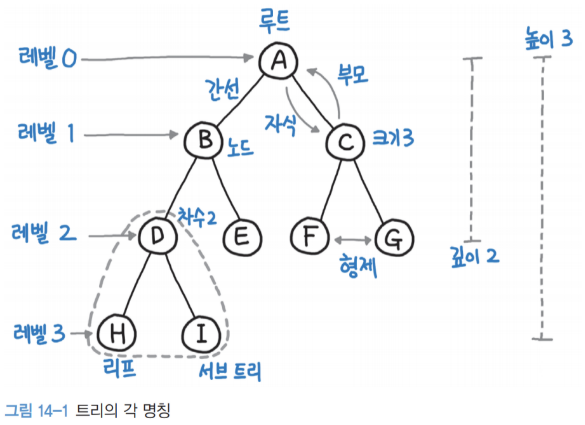 루트
높이 3
레벨 0
A
부모
간선
자식
레벨 1
B
노드
C
크기 3
차수 2
레벨 2
D
E
F
G
형제
깊이 2
레벨 3
H
I
리프
서브 트리
그림 14-1 트리의 각 명칭